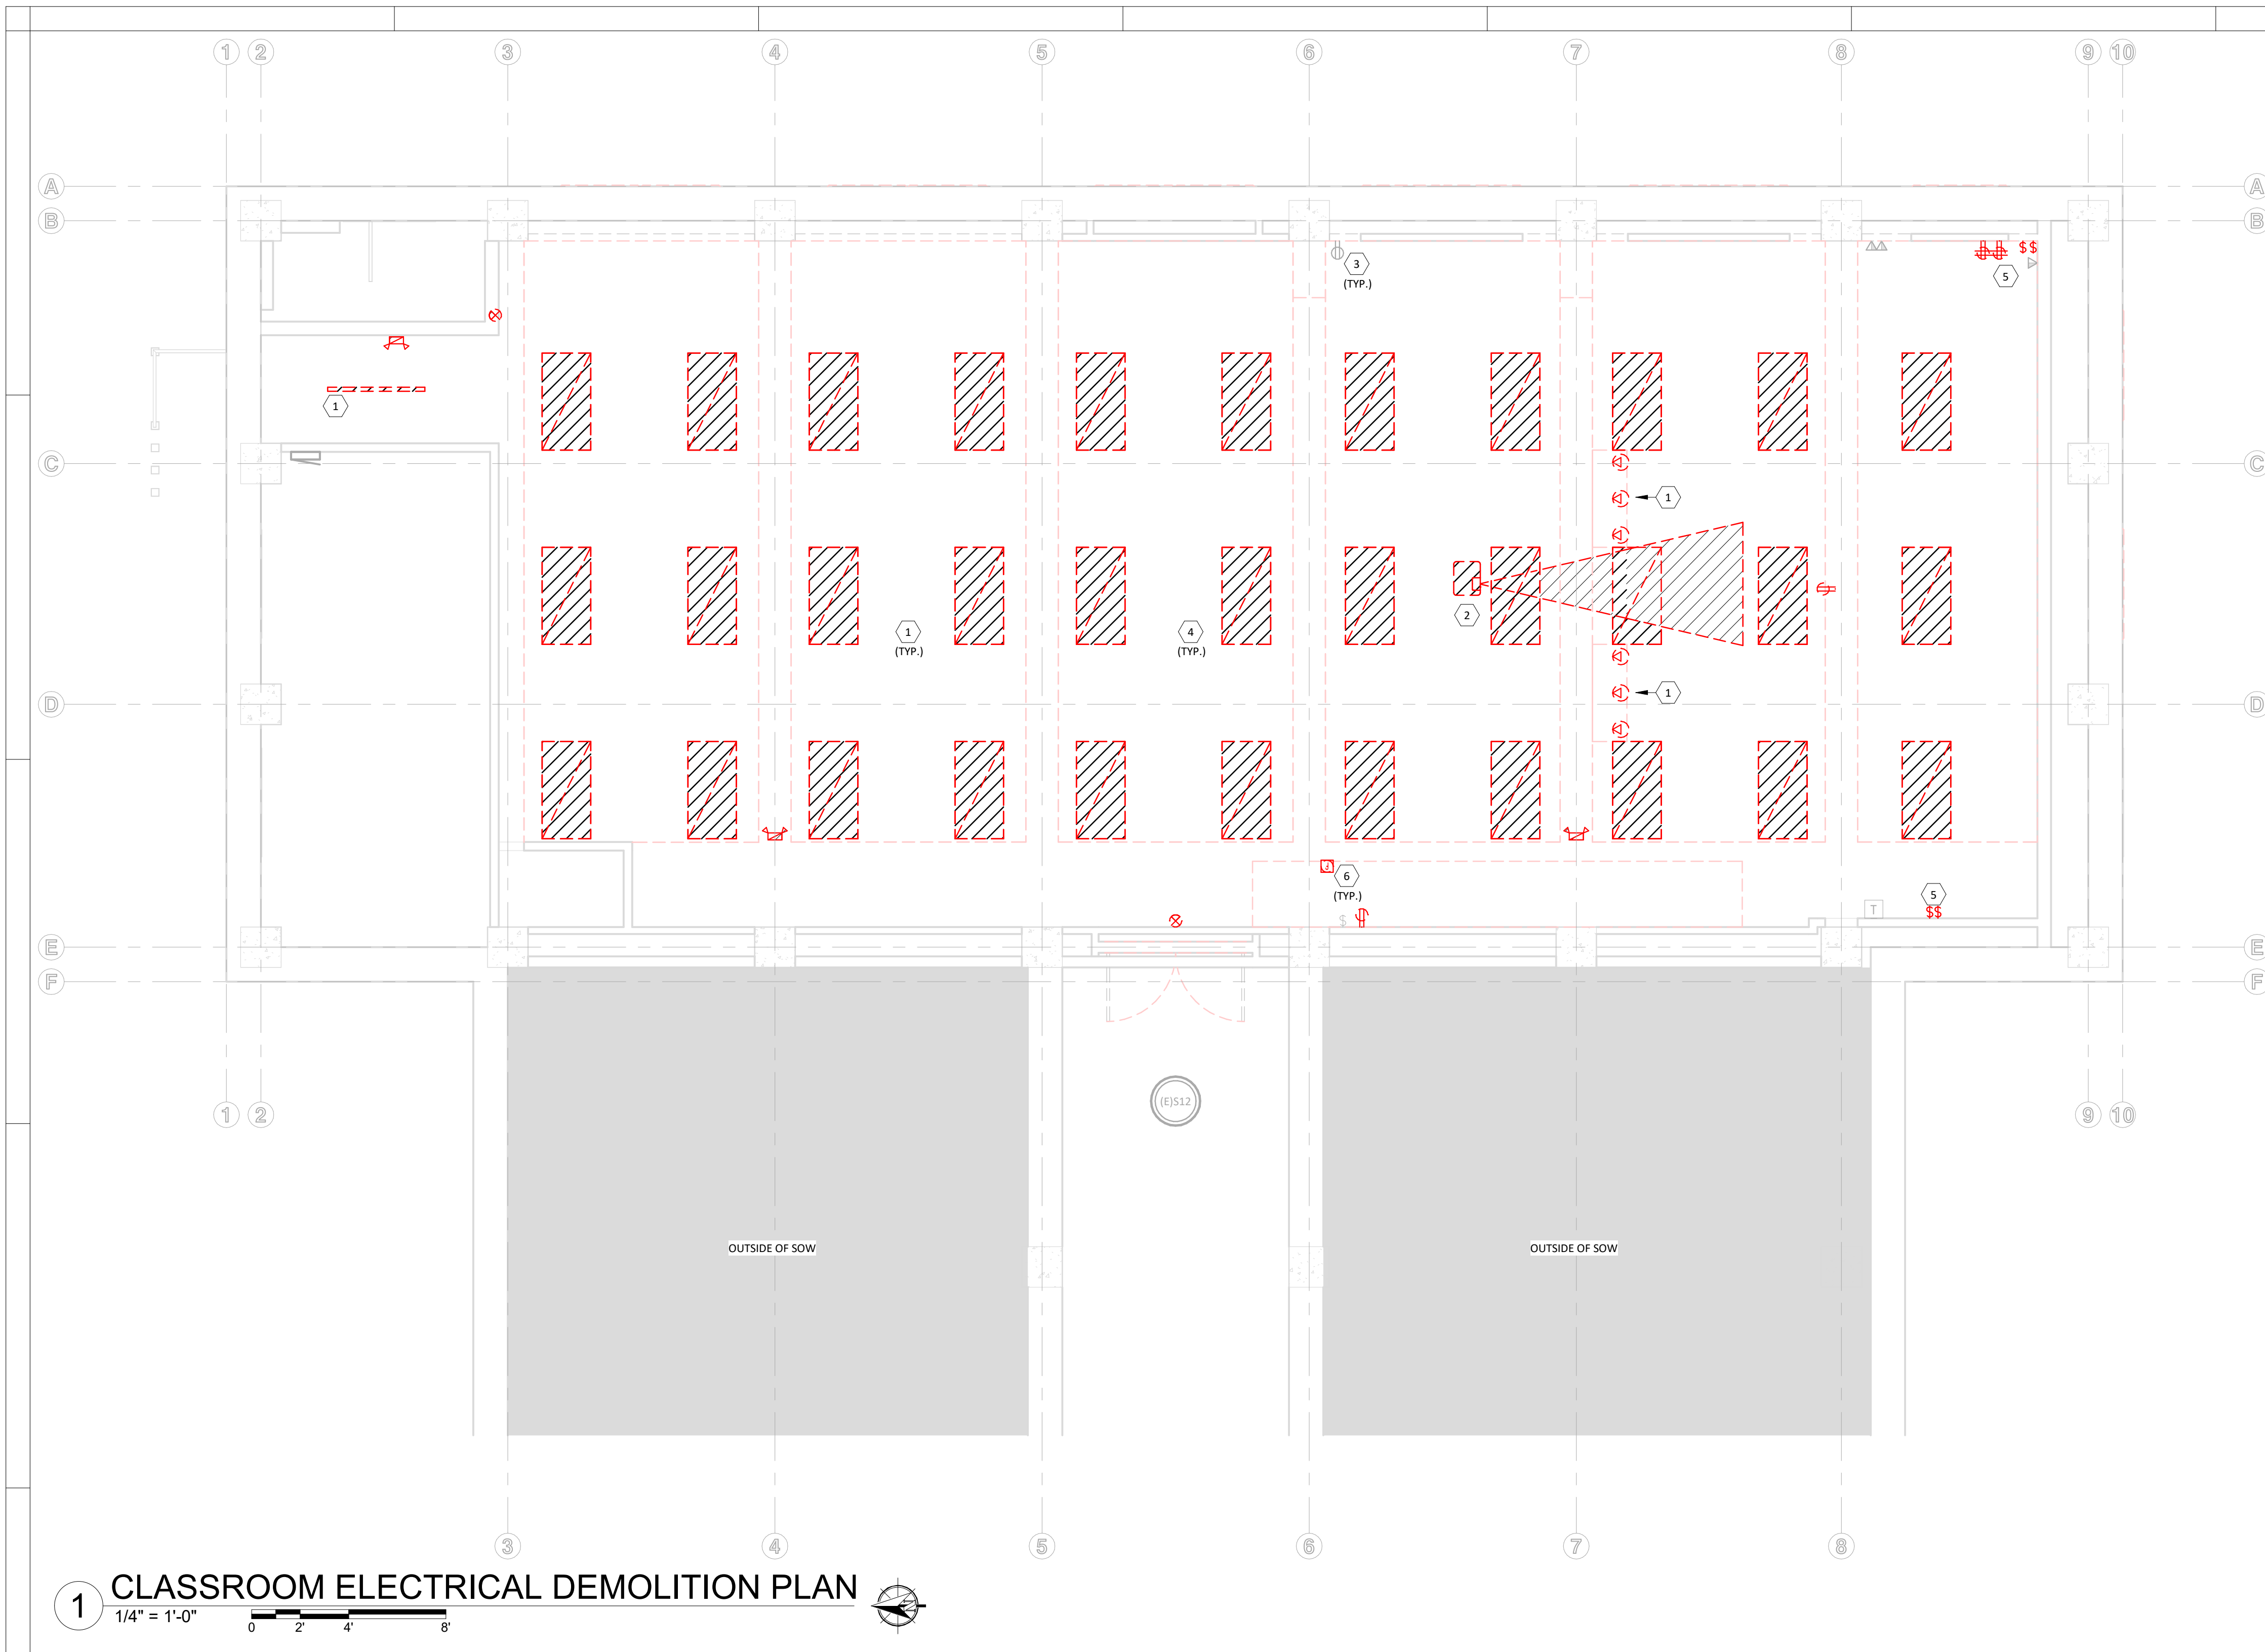 1 2 3 4 5 6 7 8 9 10
A A
B B
3
(TYP.)
$$
5
1
C C
1
1
(TYP.)
4
(TYP.)
2
1
D D
6
(TYP.)
$
T
5
$$
E E
F F
(E)S12
1 2 9 10
OUTSIDE OF SOW OUTSIDE OF SOW
3 4 5 6 7 8
1 CLASSROOM ELECTRICAL DEMOLITION PLAN
1/4" = 1'-0"
0 2' 4' 8'